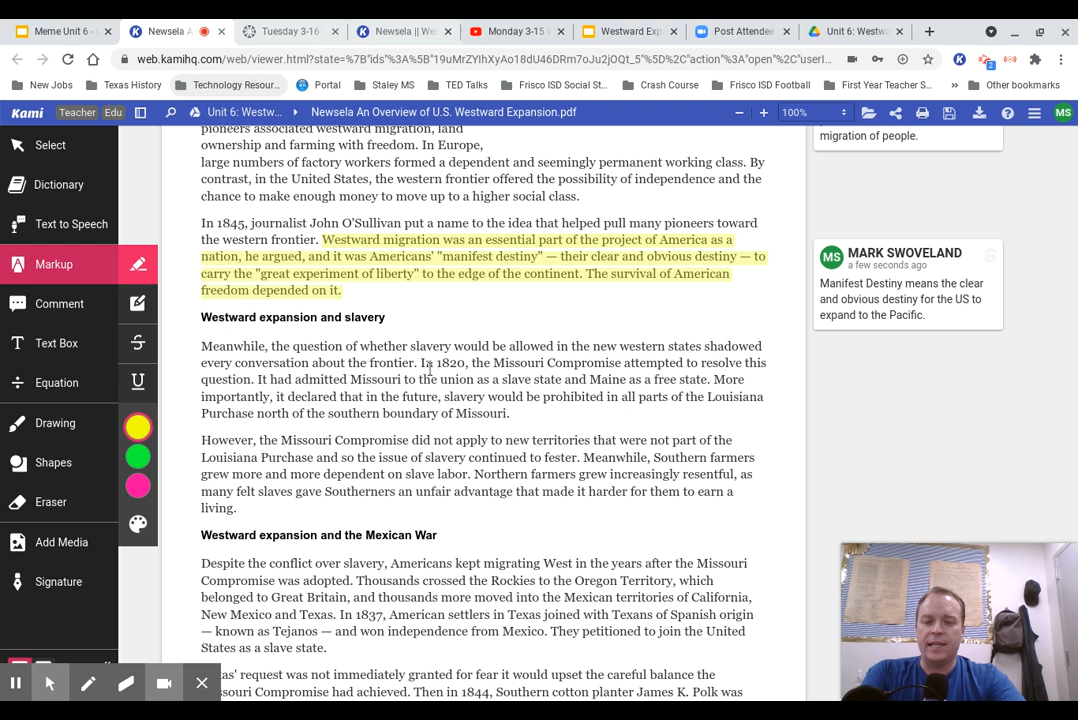 Meme Unit 6 -
Newsela A
Tuesday 3-16
Newsela || We
Monday 3-15 W
Westward Exp
Post Attendee
Unit 6: Westwa
web.kamihq.com/web/viewer.html?state=%7B"ids"%3A%5B"
action"%3A"open"%2C"userI...
New Jobs
Texas History
Technology Resour...
Portal
Staley MS
TED Talks
Frisco ISD Social St...
Crash Course
Frisco ISD Football
First Year Teacher S...
»
Other bookmarks
Kami
Teacher
Edu
Unit 6: Westw...
Newsela An Overview of U.S. Westward Expansion.pdf
100%
MS
Select
Dictionary
Text to Speech
Markup
Comment
Text Box
Equation
Drawing
Shapes
Eraser
Add Media
Signature
pioneers associated westward migration, land
ownership and farming with freedom. In Europe,
large numbers of factory workers formed a dependent and seemingly permanent working class. By
contrast, in the United States, the western frontier offered the possibility of independence and the
chance to make enough money to move up to a higher social class.
In 1845, journalist John O'Sullivan put a name to the idea that helped pull many pioneers toward
the western frontier. Westward migration was an essential part of the project of America as a
nation, he argued, and it was Americans' "manifest destiny" — their clear and obvious destiny — to
carry the "great experiment of liberty" to the edge of the continent. The survival of American
freedom depended on it.
Westward expansion and slavery
Meanwhile, the question of whether slavery would be allowed in the new western states shadowed
every conversation about the frontier. In 1820, the Missouri Compromise attempted to resolve this
question. It had admitted Missouri to the union as a slave state and Maine as a free state. More
importantly, it declared that in the future, slavery would be prohibited in all parts of the Louisiana
Purchase north of the southern boundary of Missouri.
However, the Missouri Compromise did not apply to new territories that were not part of the
Louisiana Purchase and so the issue of slavery continued to fester. Meanwhile, Southern farmers
grew more and more dependent on slave labor. Northern farmers grew increasingly resentful, as
many felt slaves gave Southerners an unfair advantage that made it harder for them to earn a
living.
Westward expansion and the Mexican War
Despite the conflict over slavery, Americans kept migrating West in the years after the Missouri
Compromise was adopted. Thousands crossed the Rockies to the Oregon Territory, which
belonged to Great Britain, and thousands more moved into the Mexican territories of California,
New Mexico and Texas. In 1837, American settlers in Texas joined with Texans of Spanish origin
— known as Tejanos — and won independence from Mexico. They petitioned to join the United
States as a slave state.
xas' request was not immediately granted for fear it would upset the careful balance the
ssouri Compromise had achieved. Then in 1844, Southern cotton planter James K. Polk was
migration of people.
MS
MARK SWOVELAND
a few seconds ago
Manifest Destiny means the clear
and obvious destiny for the US to
expand to the Pacific.